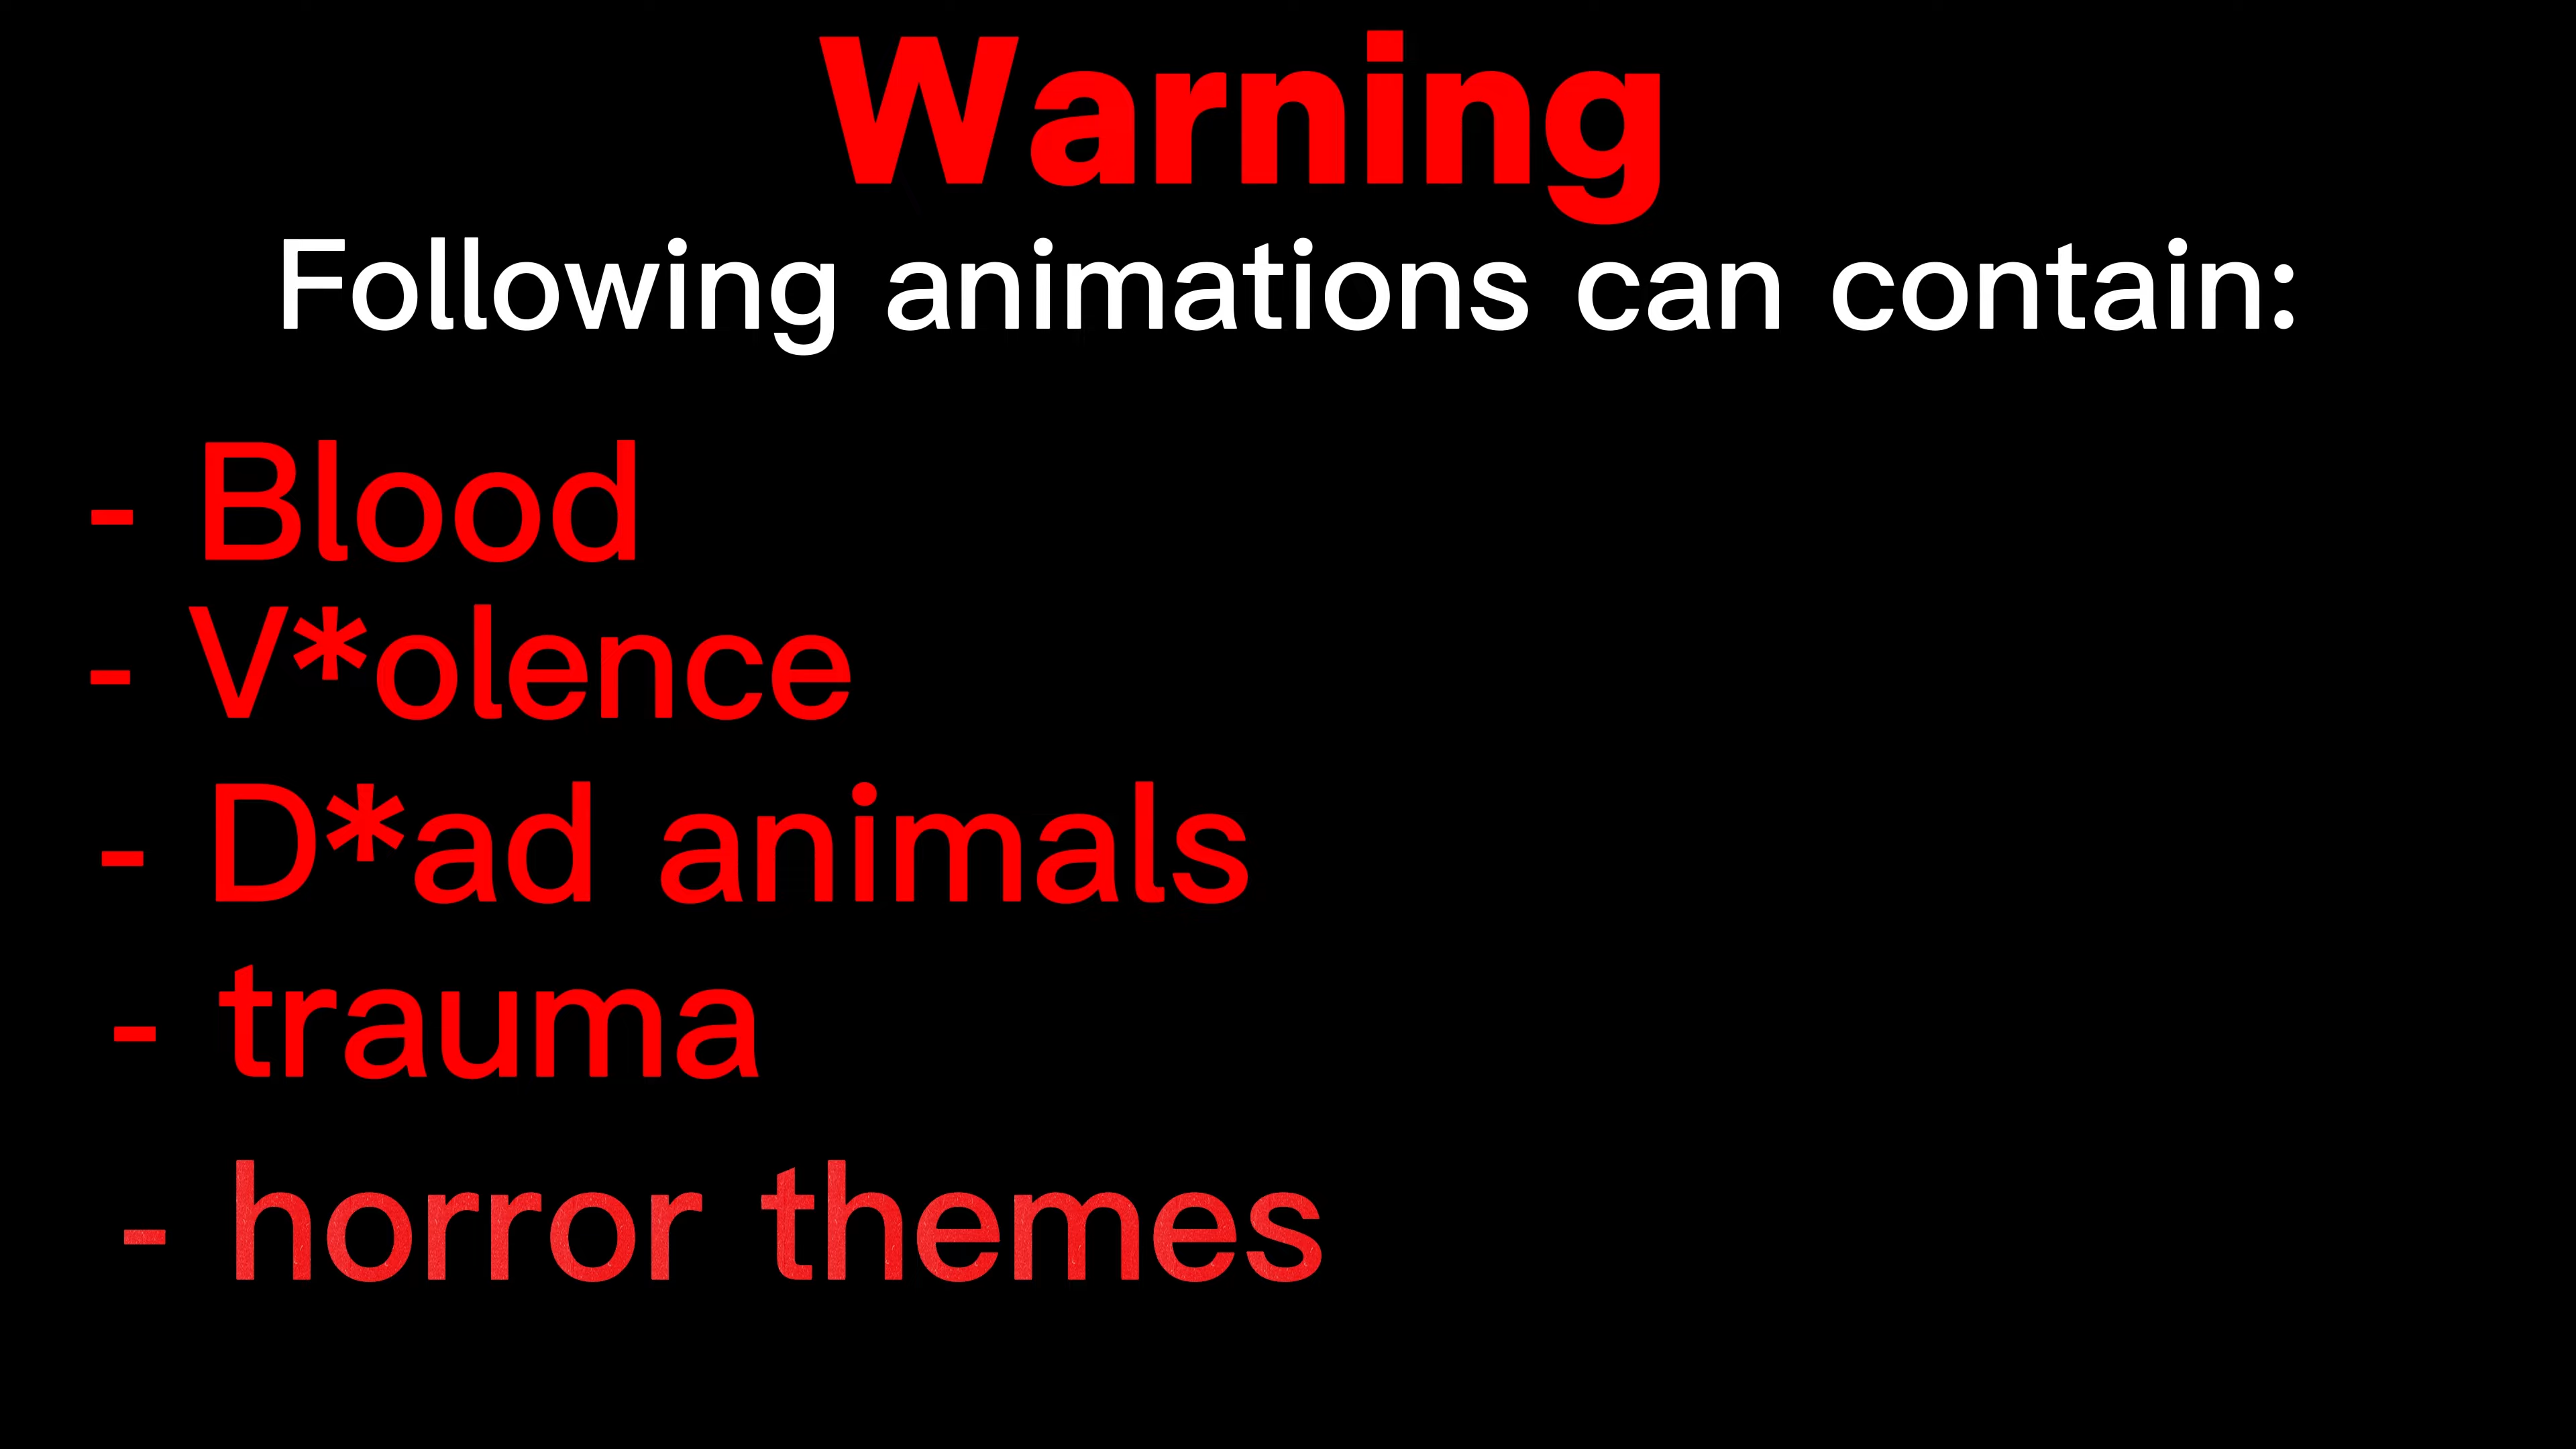 Warning
Following animations can contain:
- Blood
- V*olence
- D*ad animals
- trauma
- horror themes